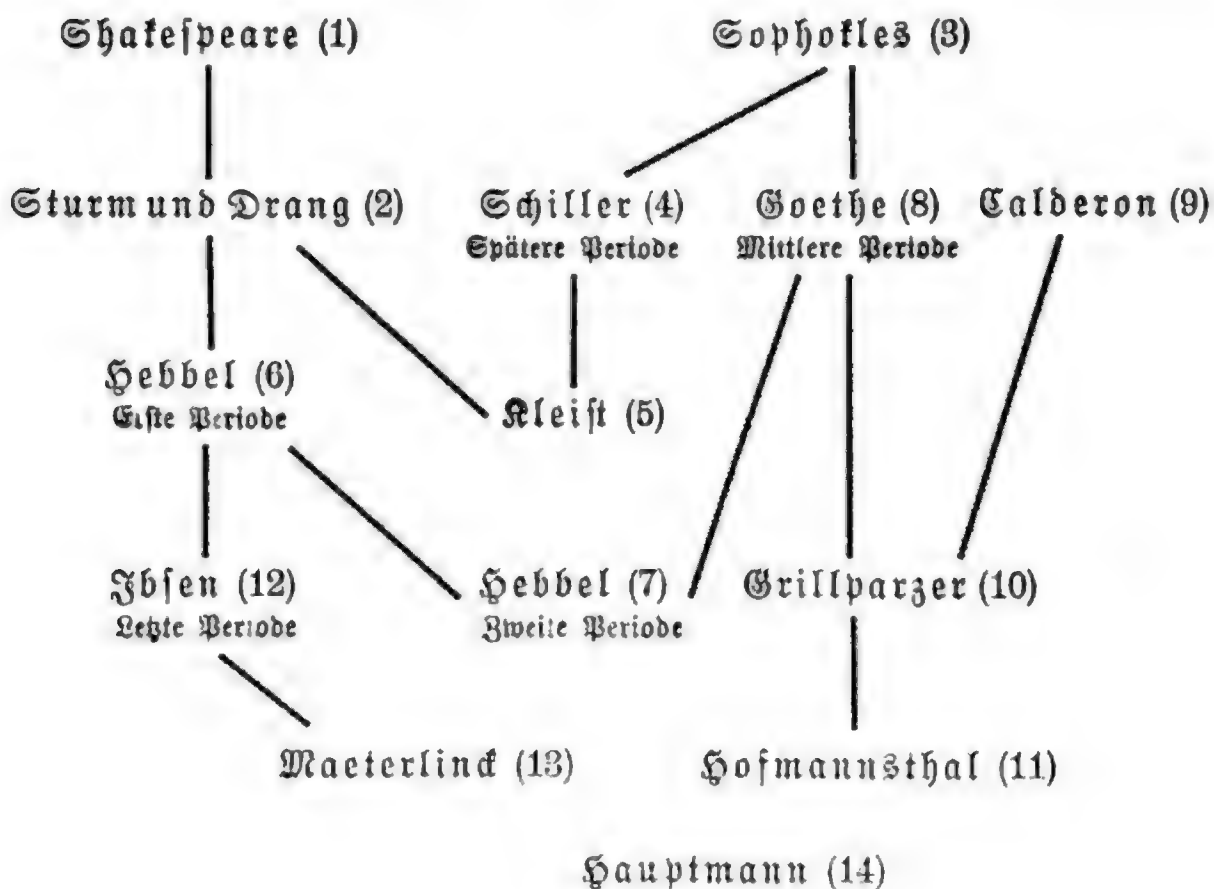 Shakespeare (1) Sophokles (3)
Sturm und Drang (2) Schiller (4) Goethe (8) Calderon (9)
Spätere Periode Mittlere Periode
Hebbel (6)
Erste Periode Kleist (5)
Ibsen (12) Hebbel (7) Grillparzer (10)
Letzte Periode Zweite Periode
Maeterlinck (13) Hofmannsthal (11)
Hauptmann (14)